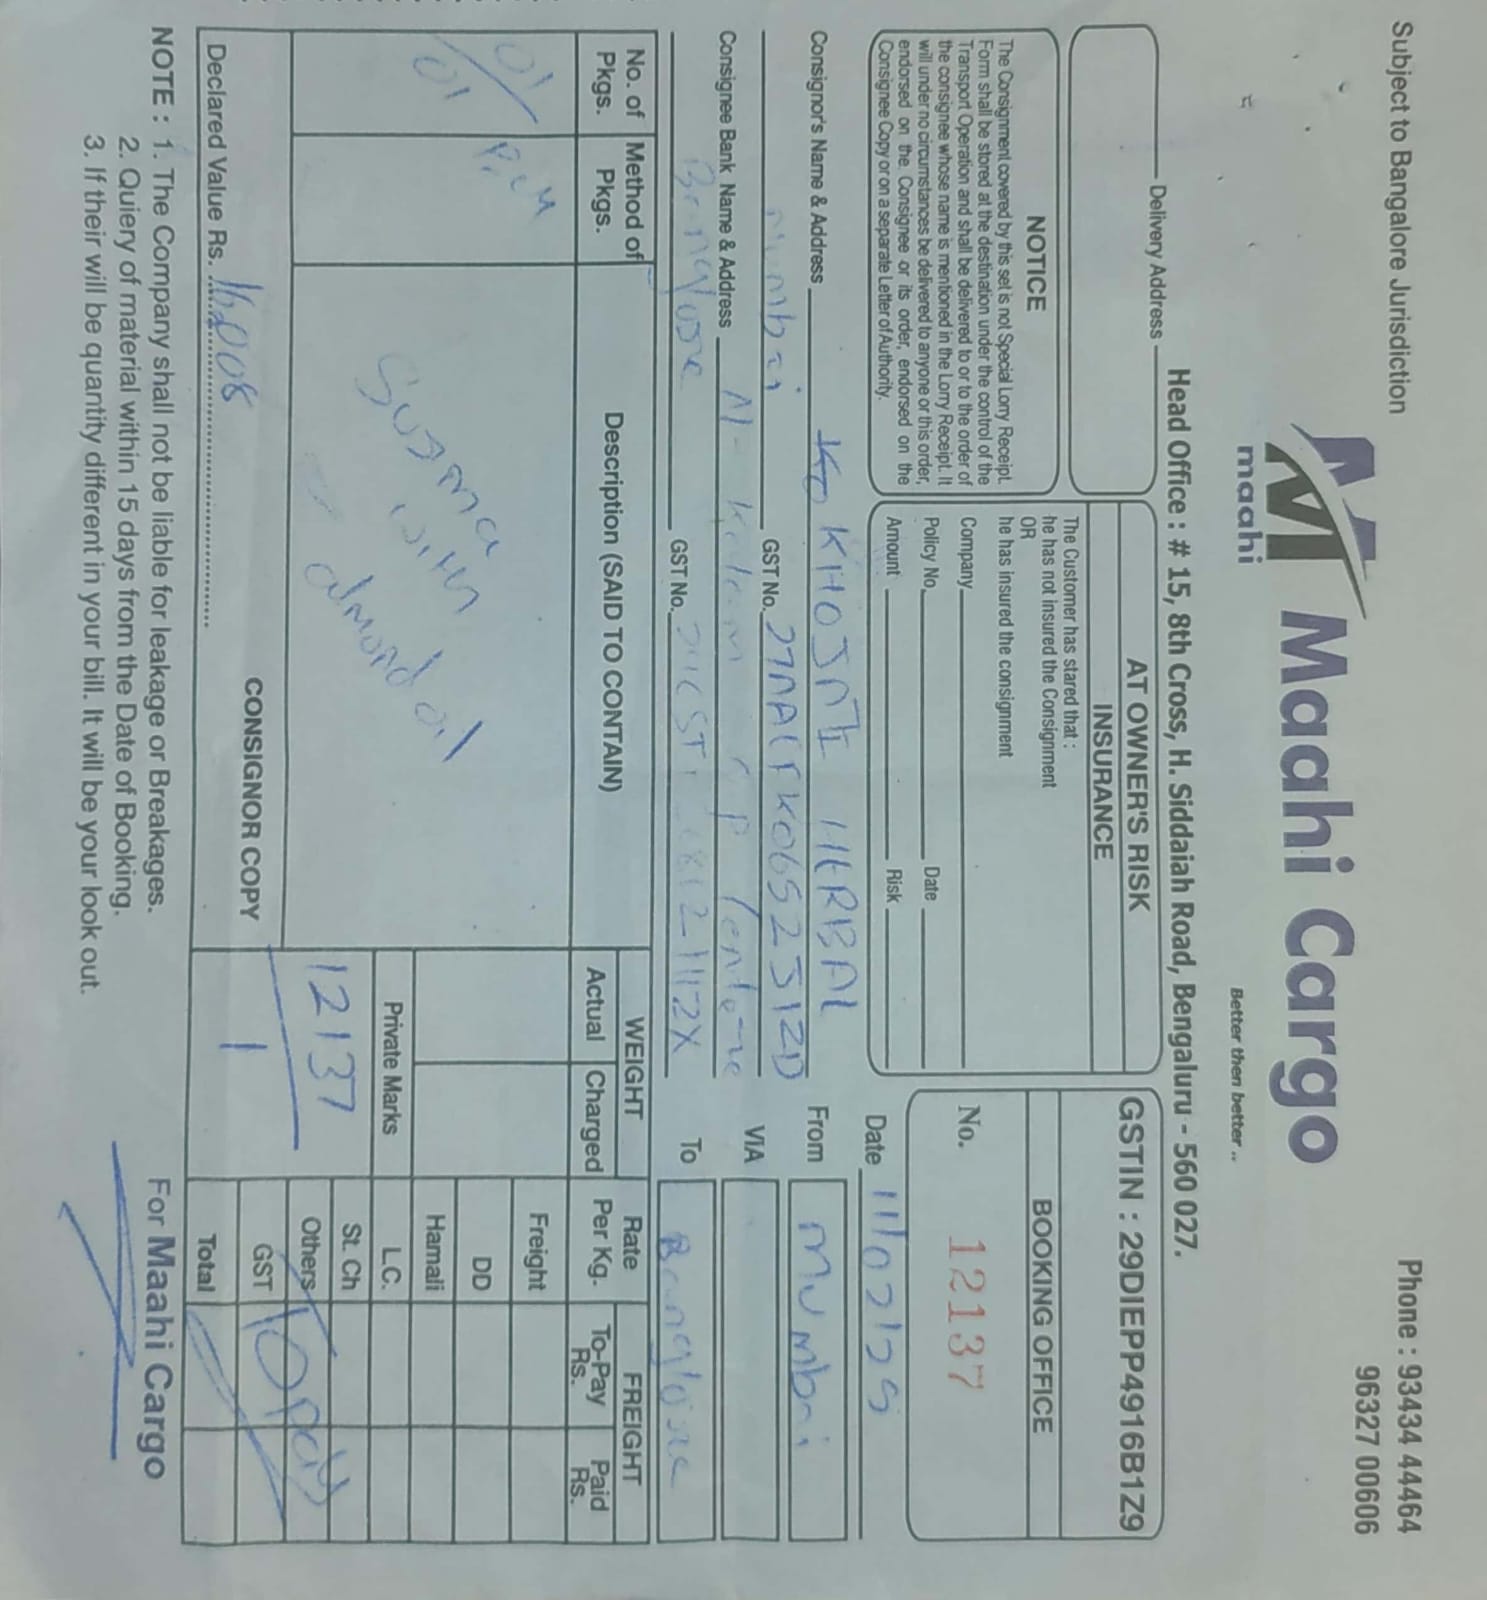 Subject to Bangalore Jurisdiction
Phone : 93434 44464
96327 00606
maahi
Maahi Cargo
Better then better ..
Head Office : # 15, 8th Cross, H. Siddaiah Road, Bengaluru - 560 027.
Delivery Address
AT OWNER'S RISK
INSURANCE
The Customer has stared that :
he has not insured the Consignment
OR
he has insured the consignment
Company
Policy No. Date
Amount Risk
GSTIN : 29DIEPP4916B1Z9
BOOKING OFFICE
No. 12137
NOTICE
The Consignment covered by this set is not Special Lorry Receipt
Form shall be stored at the destination under the control of the
Transport Operation and shall be delivered to or to the order of
the consignee whose name is mentioned in the Lorry Receipt. It
will under no circumstances be delivered to anyone or this order,
endorsed on the Consignee or its order, endorsed on the
Consignee Copy or on a separate Letter of Authority.
Date 11/02/25
Consignor's Name & Address KHOJATI HERBAL
From Mumbai
Mumbai GST No.
VIA
Consignee Bank Name & Address
Banglore GST No.
To Banglore
No. of Pkgs.
Method of Pkgs.
Description (SAID TO CONTAIN)
WEIGHT
Actual Charged
Rate Per Kg.
FREIGHT
To-Pay Rs.
Paid Rs.
01/01
Surma with almond oil
Freight
DD
Hamali
Private Marks
L.C.
12137
1
St. Ch
Others
GST
Total
Topay
CONSIGNOR COPY
Declared Value Rs. 16008
NOTE : 1. The Company shall not be liable for leakage or Breakages.
2. Quiery of material within 15 days from the Date of Booking.
3. If their will be quantity different in your bill. It will be your look out.
For Maahi Cargo